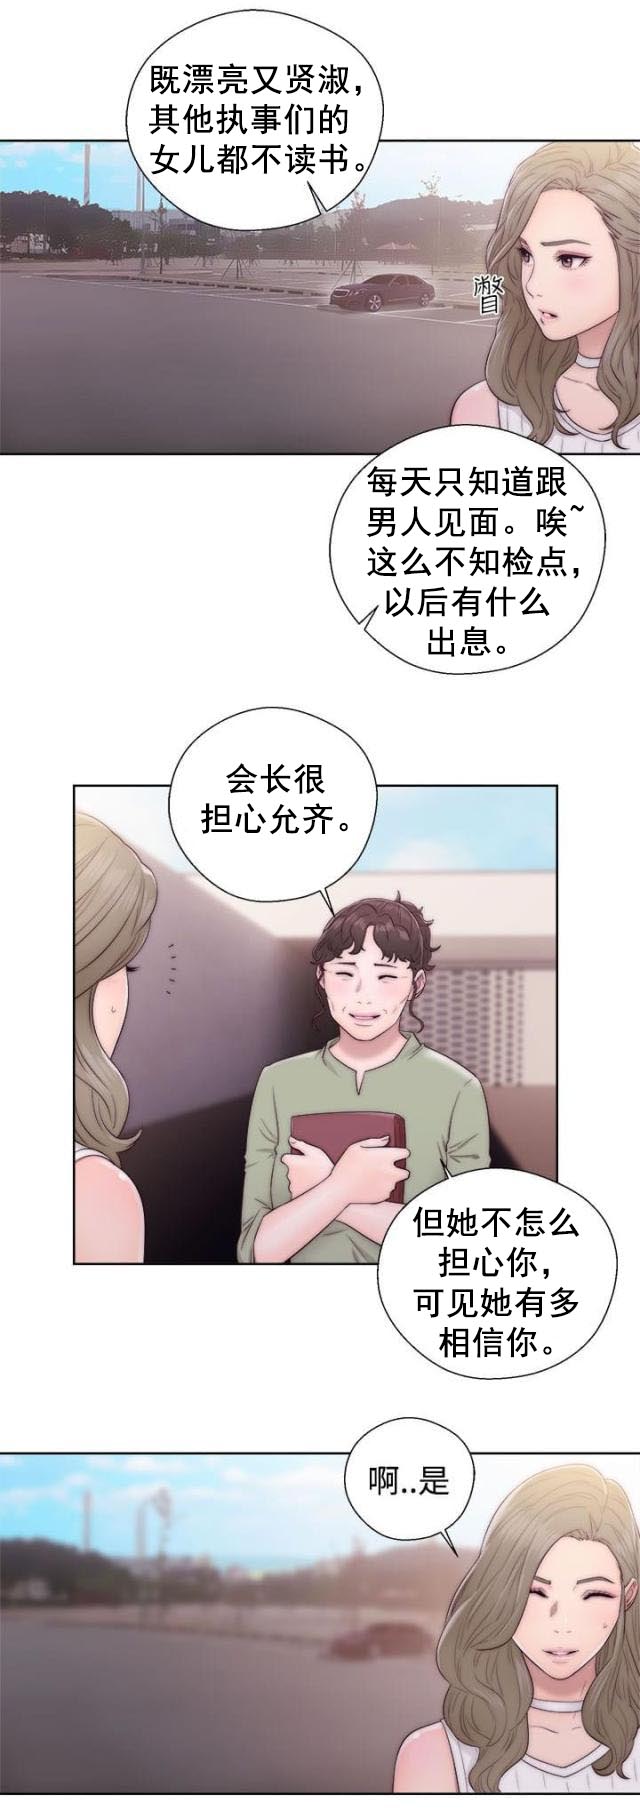 既漂亮又贤淑，
其他执事们的
女儿都不读书。
瞥
每天只知道跟
男人见面。唉~
这么不知检点，
以后有什么
出息。
会长很
担心允齐。
但她不怎么
担心你，
可见她有多
相信你。
啊..是